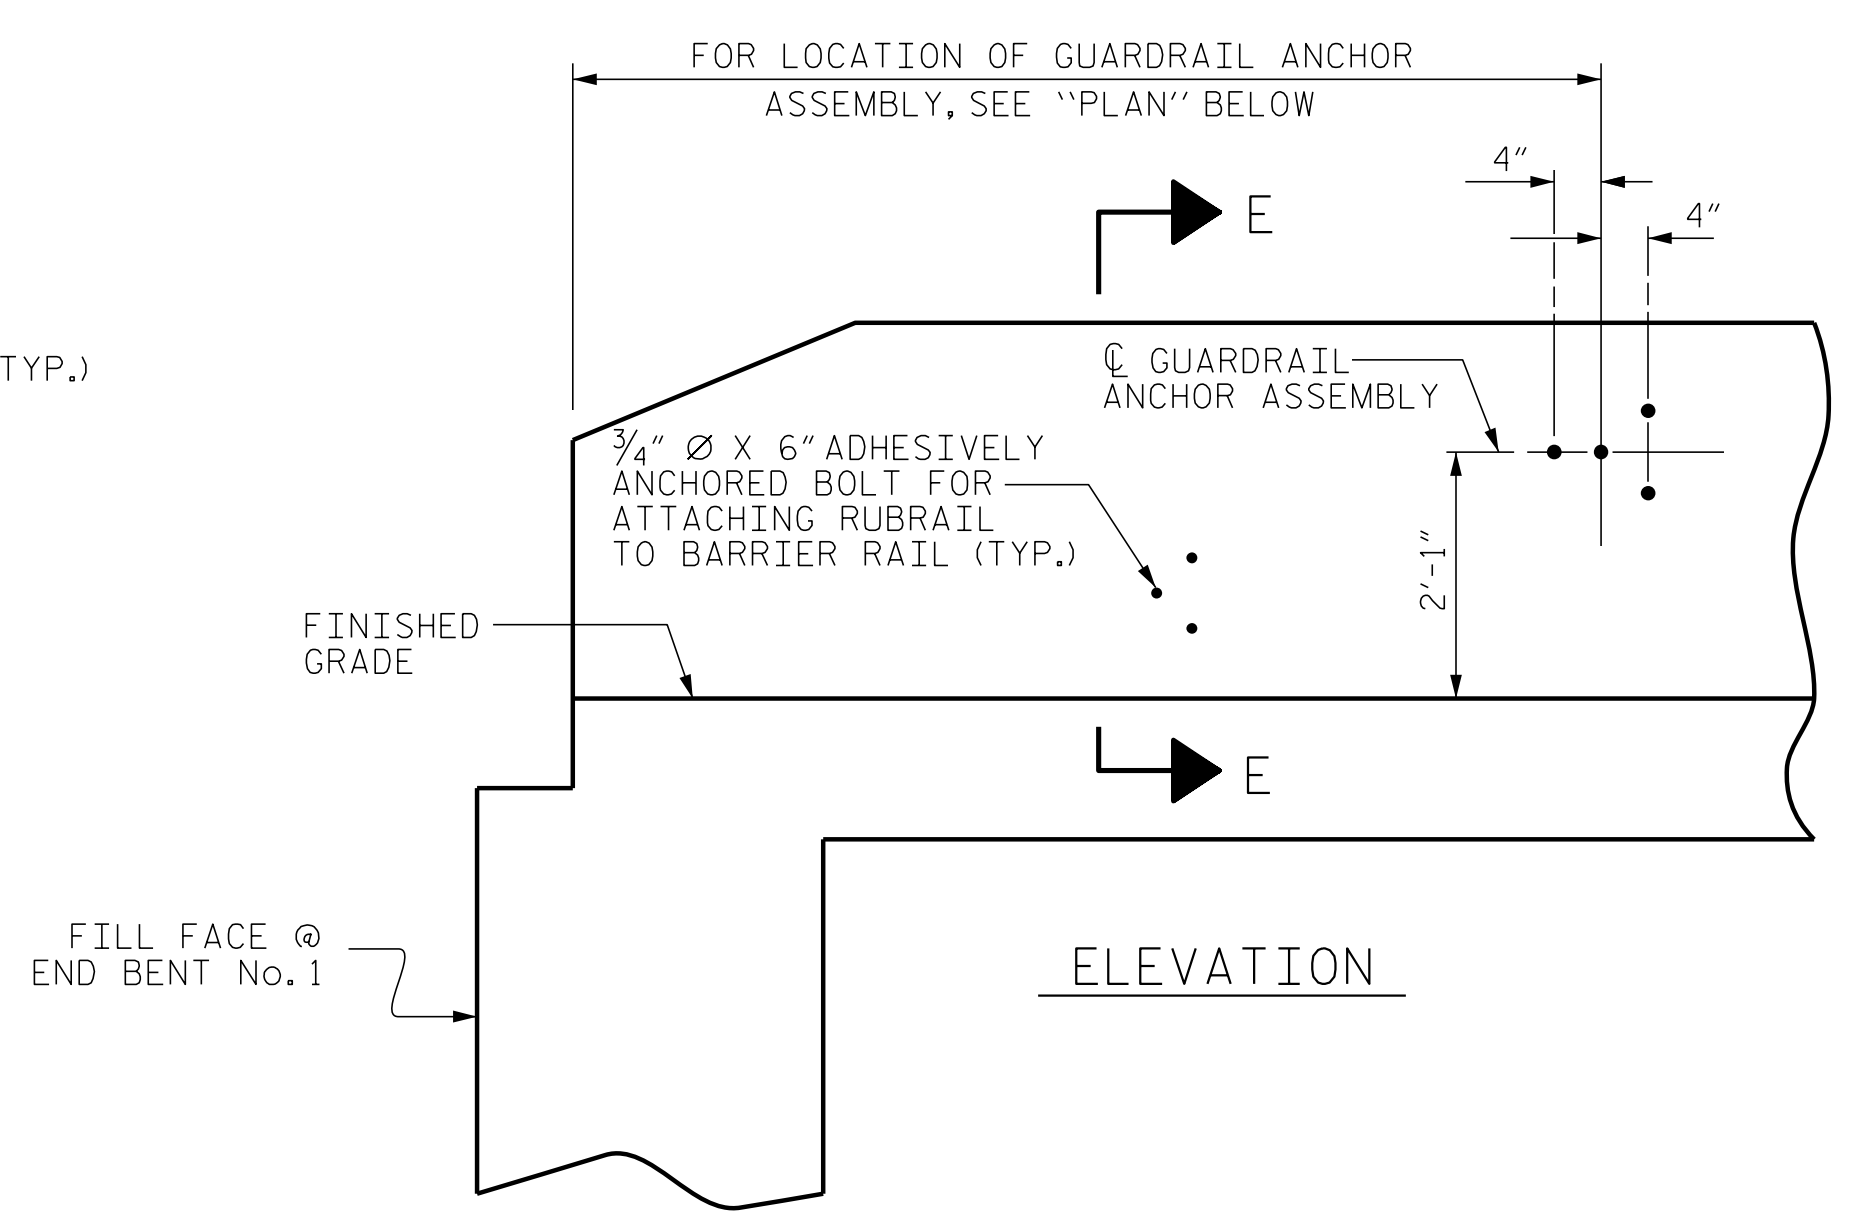 FOR LOCATION OF GUARDRAIL ANCHOR
ASSEMBLY, SEE ‵‵PLAN′′ BELOW
4″
E
4″
TYP.)
℄ GUARDRAIL
ANCHOR ASSEMBLY
¾″ Ø X 6″ ADHESIVELY
ANCHORED BOLT FOR
ATTACHING RUBRAIL
TO BARRIER RAIL (TYP.)
2′-1″
FINISHED
GRADE
E
FILL FACE @
END BENT No. 1
ELEVATION